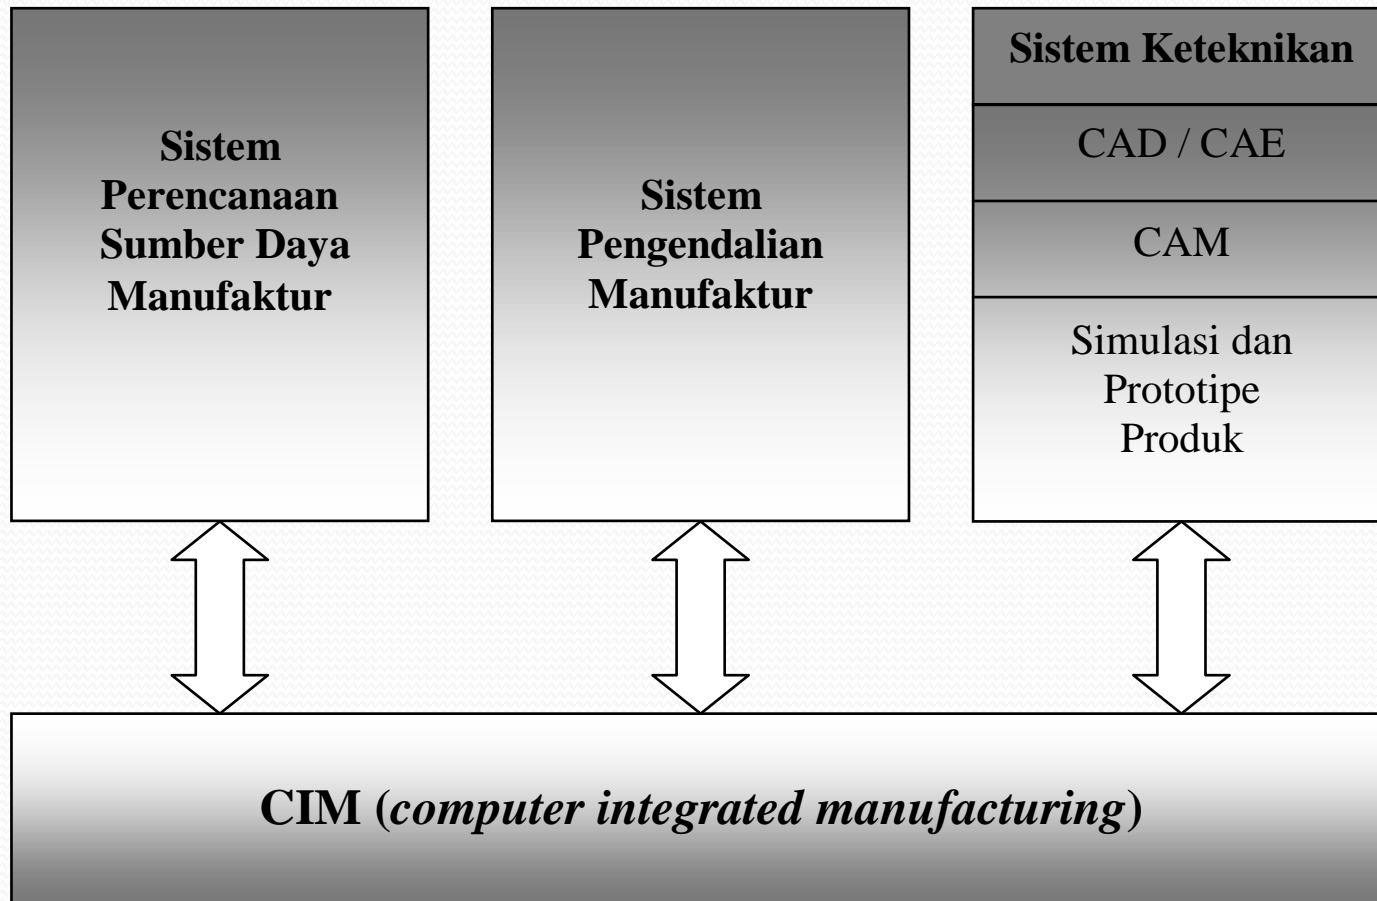 Sistem
Perencanaan
Sumber Daya
Manufaktur
Sistem
Pengendalian
Manufaktur
Sistem Keteknikan
CAD / CAE
CAM
Simulasi dan
Prototipe
Produk
CIM (computer integrated manufacturing)